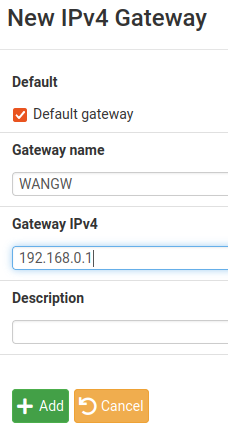 New IPv4 Gateway
Default
Default gateway
Gateway name
WANGW
Gateway IPv4
192.168.0.1
Description
Add
Cancel